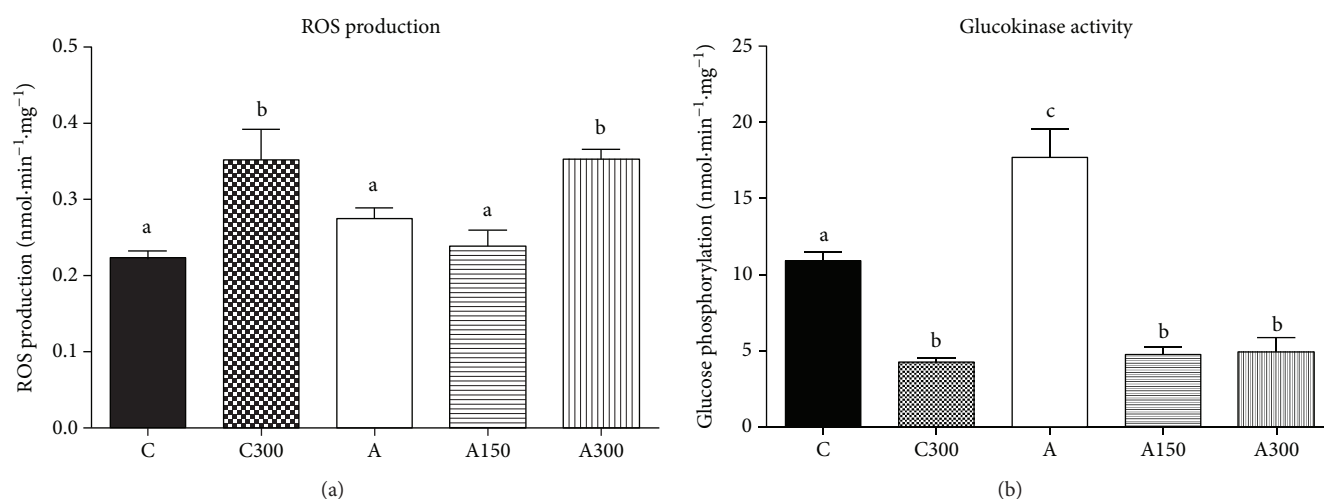 ROS production
ROS production (nmol·min⁻¹·mg⁻¹)
0.5
0.4
0.3
0.2
0.1
0.0
a
b
a
a
b
C C300 A A150 A300
(a)
Glucokinase activity
Glucose phosphorylation (nmol·min⁻¹·mg⁻¹)
25
20
15
10
5
0
a
b
c
b
b
C C300 A A150 A300
(b)